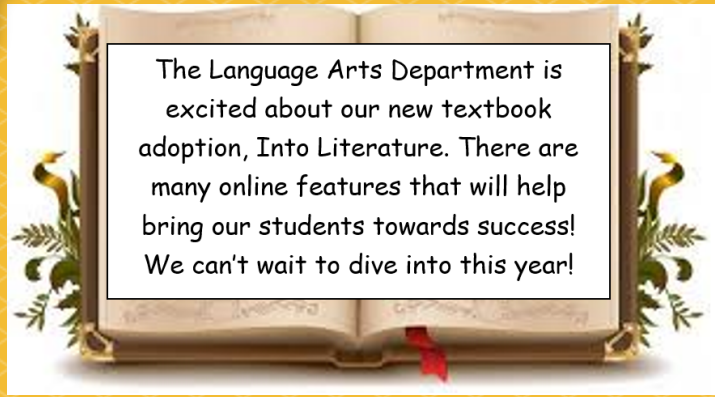 The Language Arts Department is
excited about our new textbook
adoption, Into Literature. There are
many online features that will help
bring our students towards success!
We can't wait to dive into this year!